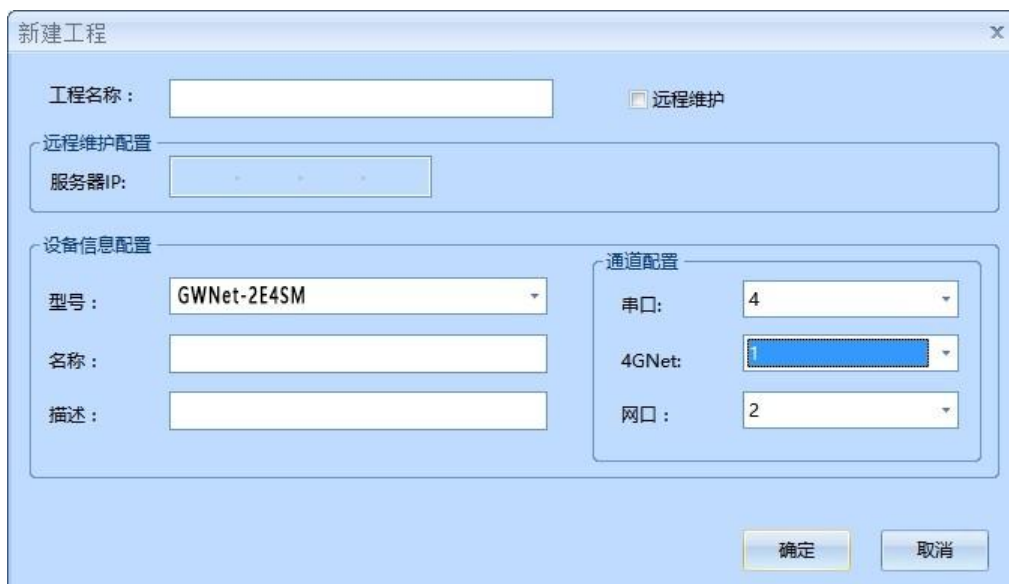 新建工程
工程名称：
远程维护
远程维护配置
服务器IP:
设备信息配置
型号： GWNet-2E4SM
名称：
描述：
通道配置
串口: 4
4GNet: 1
网口： 2
确定 取消